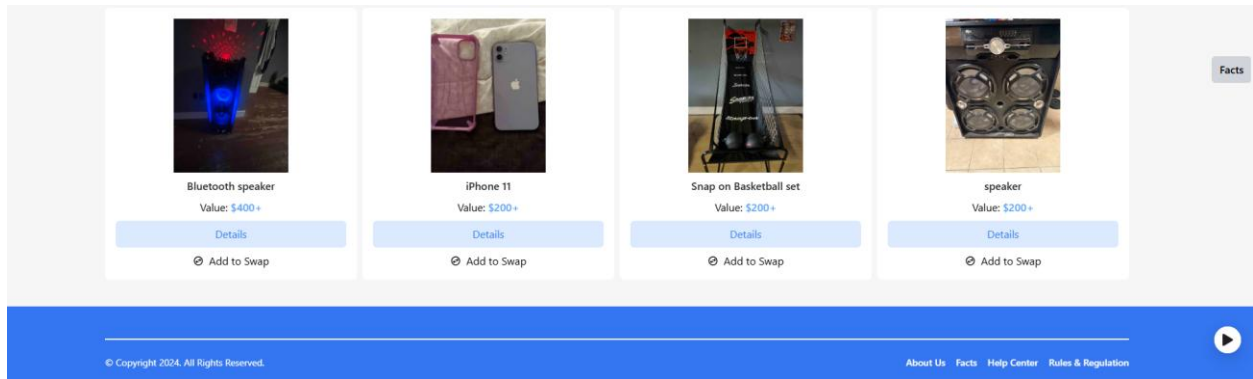 Facts
Bluetooth speaker
Value: $400+
Details
Add to Swap
iPhone 11
Value: $200+
Details
Add to Swap
Snap on Basketball set
Value: $200+
Details
Add to Swap
speaker
Value: $200+
Details
Add to Swap
© Copyright 2024. All Rights Reserved.
About Us Facts Help Center Rules & Regulation